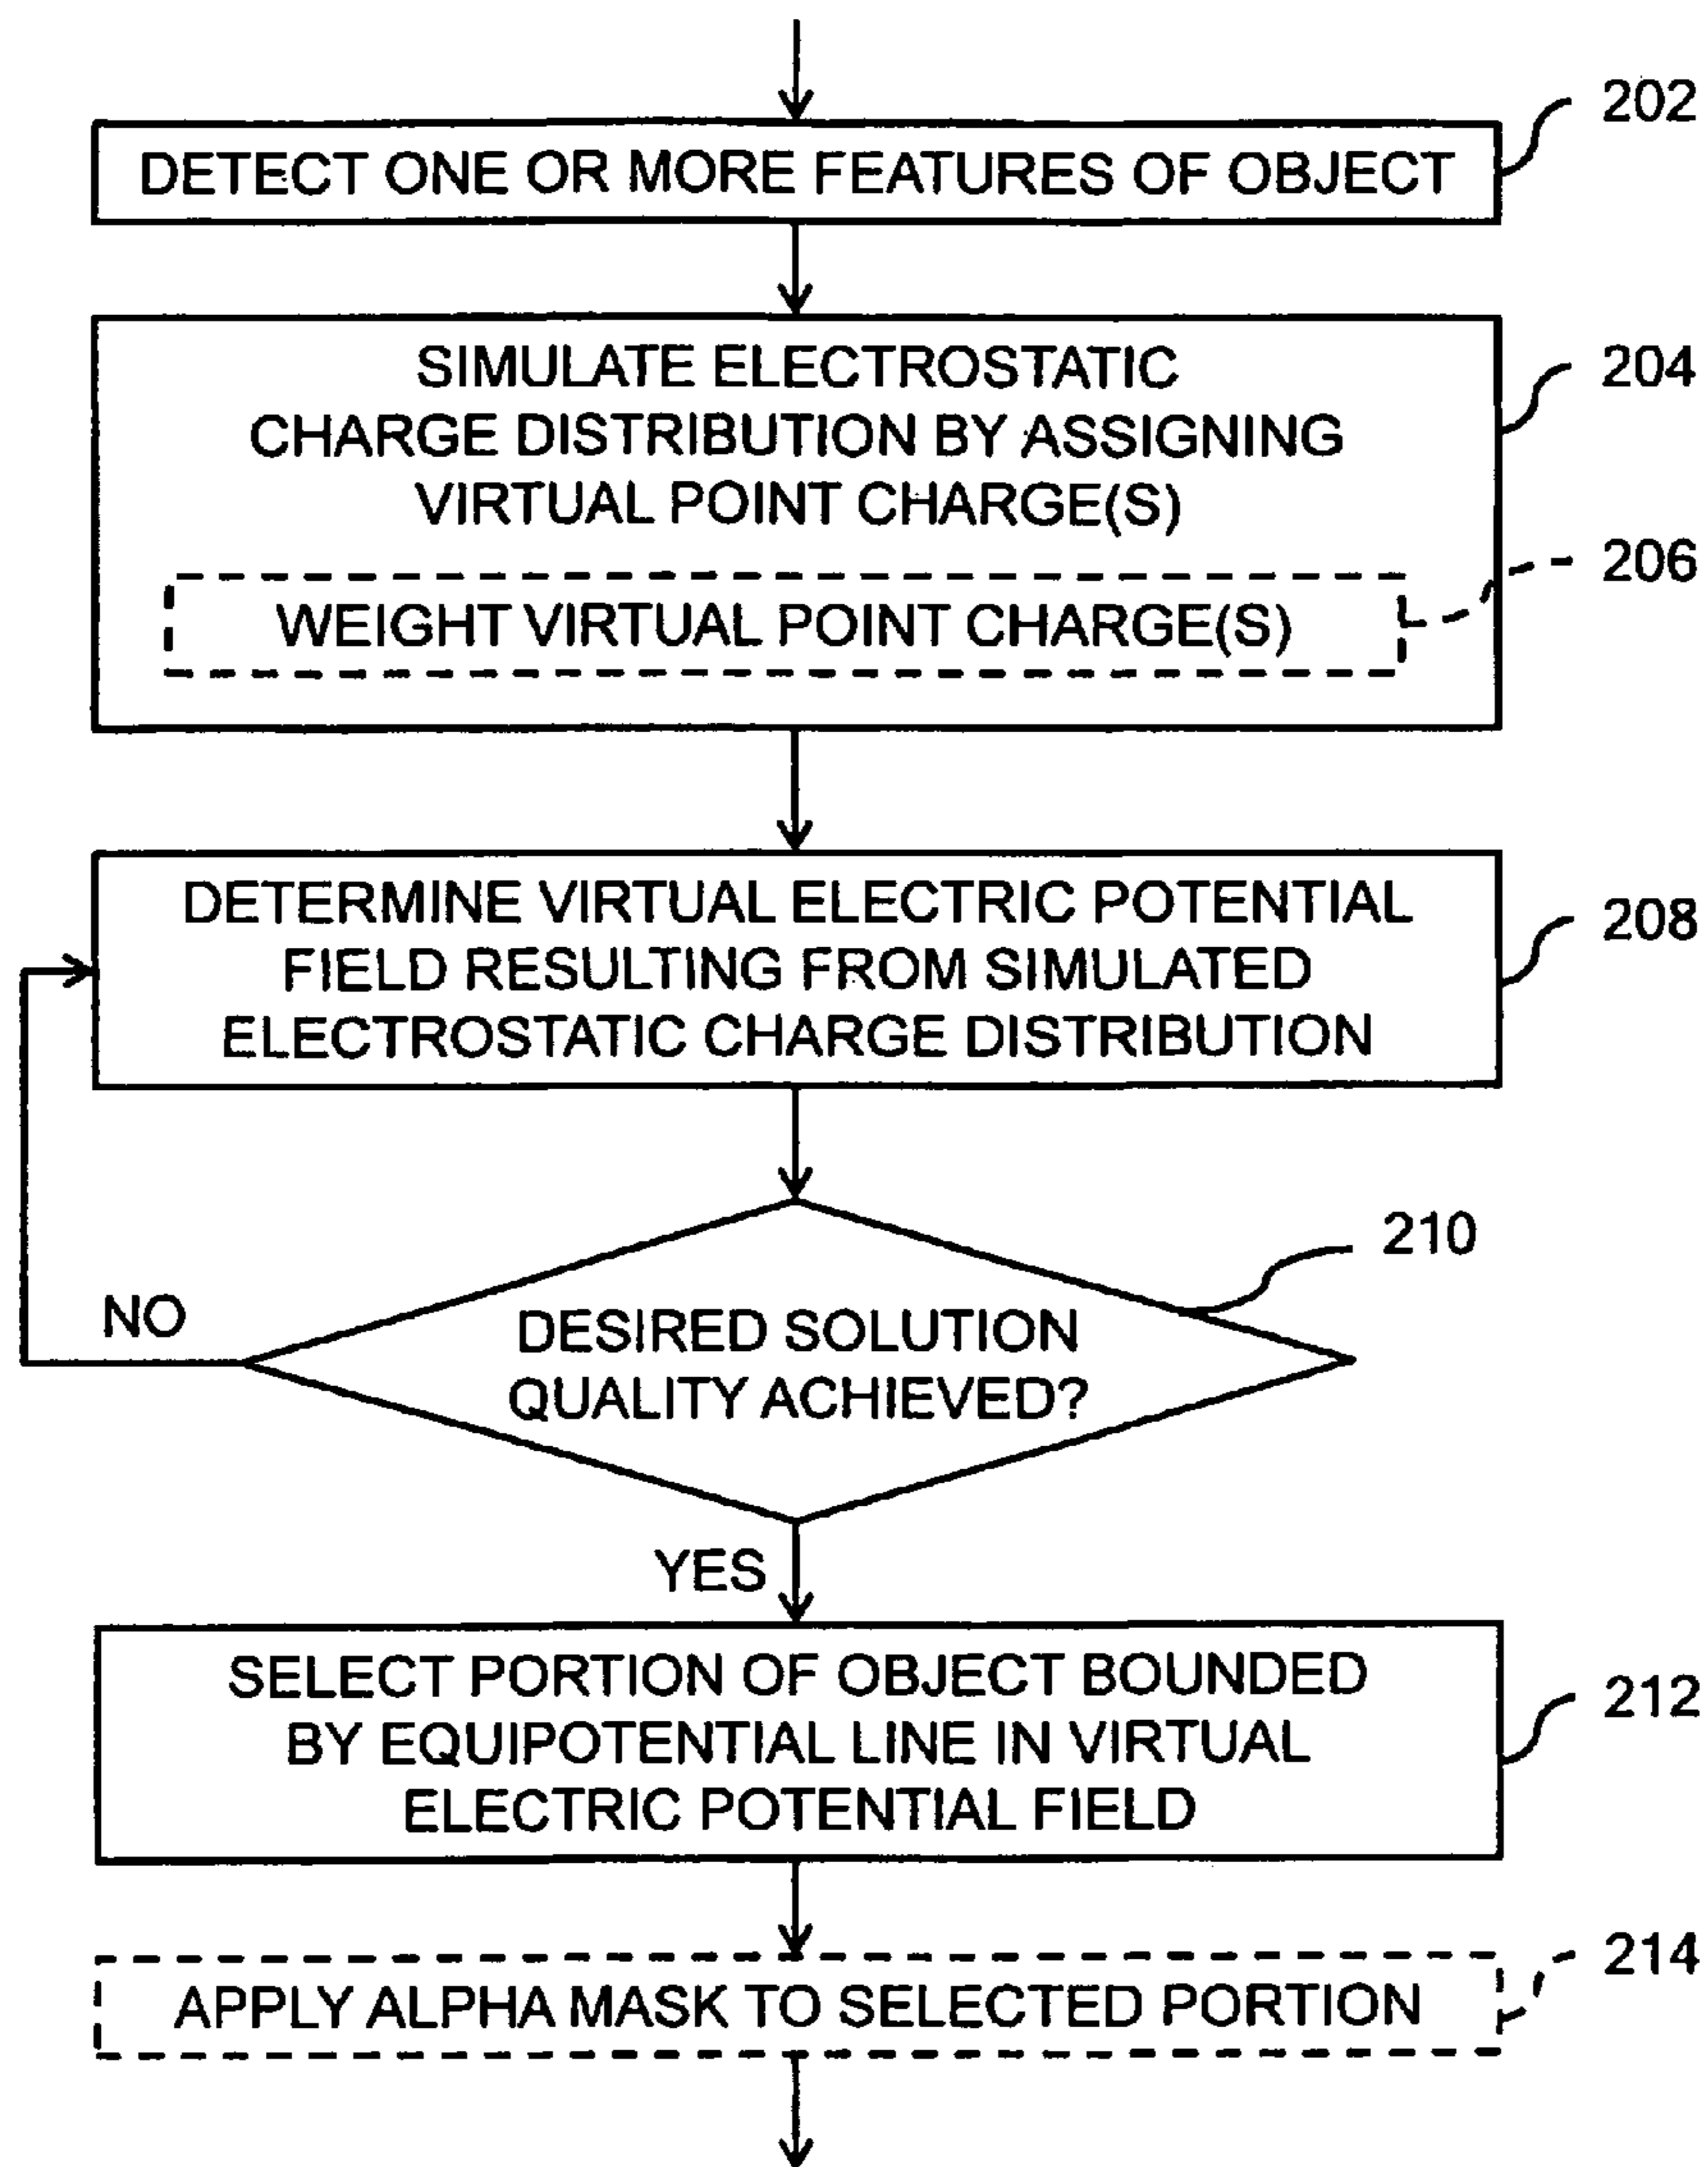 202
DETECT ONE OR MORE FEATURES OF OBJECT
SIMULATE ELECTROSTATIC
CHARGE DISTRIBUTION BY ASSIGNING
VIRTUAL POINT CHARGE(S)
204
WEIGHT VIRTUAL POINT CHARGE(S)
206
DETERMINE VIRTUAL ELECTRIC POTENTIAL
FIELD RESULTING FROM SIMULATED
ELECTROSTATIC CHARGE DISTRIBUTION
208
210
NO
DESIRED SOLUTION
QUALITY ACHIEVED?
YES
SELECT PORTION OF OBJECT BOUNDED
BY EQUIPOTENTIAL LINE IN VIRTUAL
ELECTRIC POTENTIAL FIELD
212
214
APPLY ALPHA MASK TO SELECTED PORTION